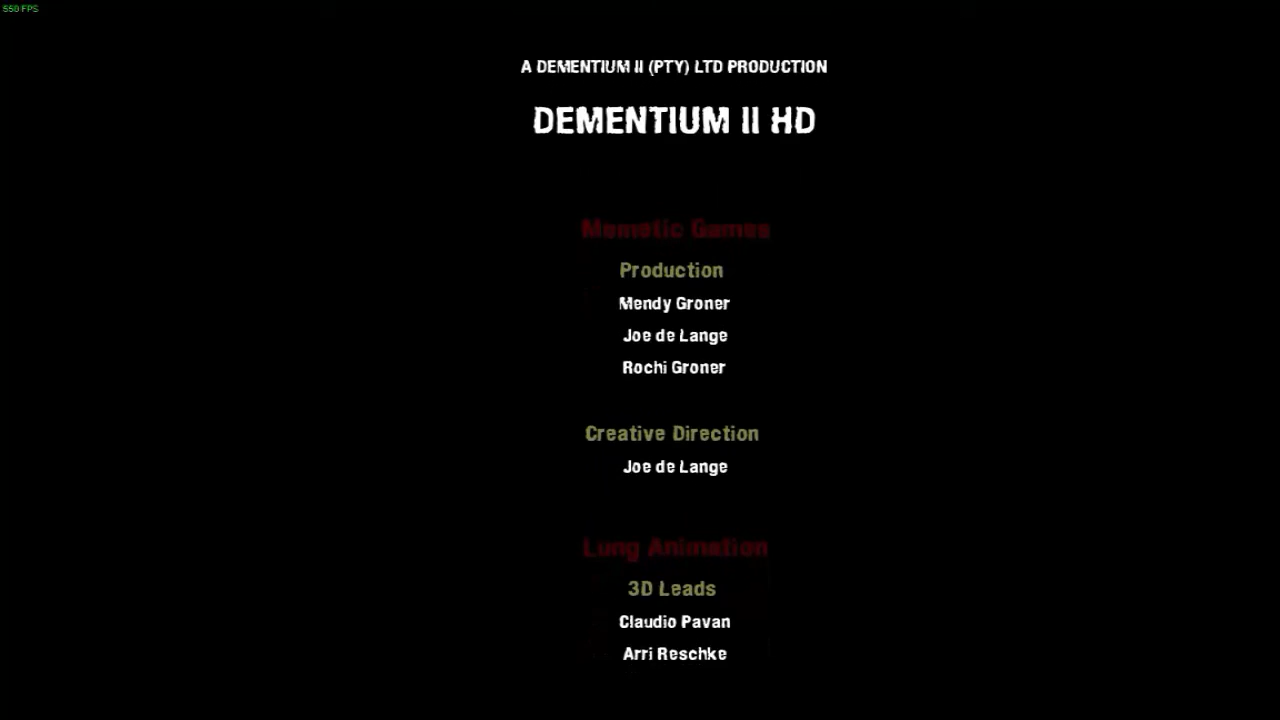 550 FPS
A DEMENTIUM II (PTY) LTD PRODUCTION
DEMENTIUM II HD
Memetic Games
Production
Mendy Groner
Joe de Lange
Rochi Groner
Creative Direction
Joe de Lange
Lung Animation
3D Leads
Claudio Pavan
Arri Reschke